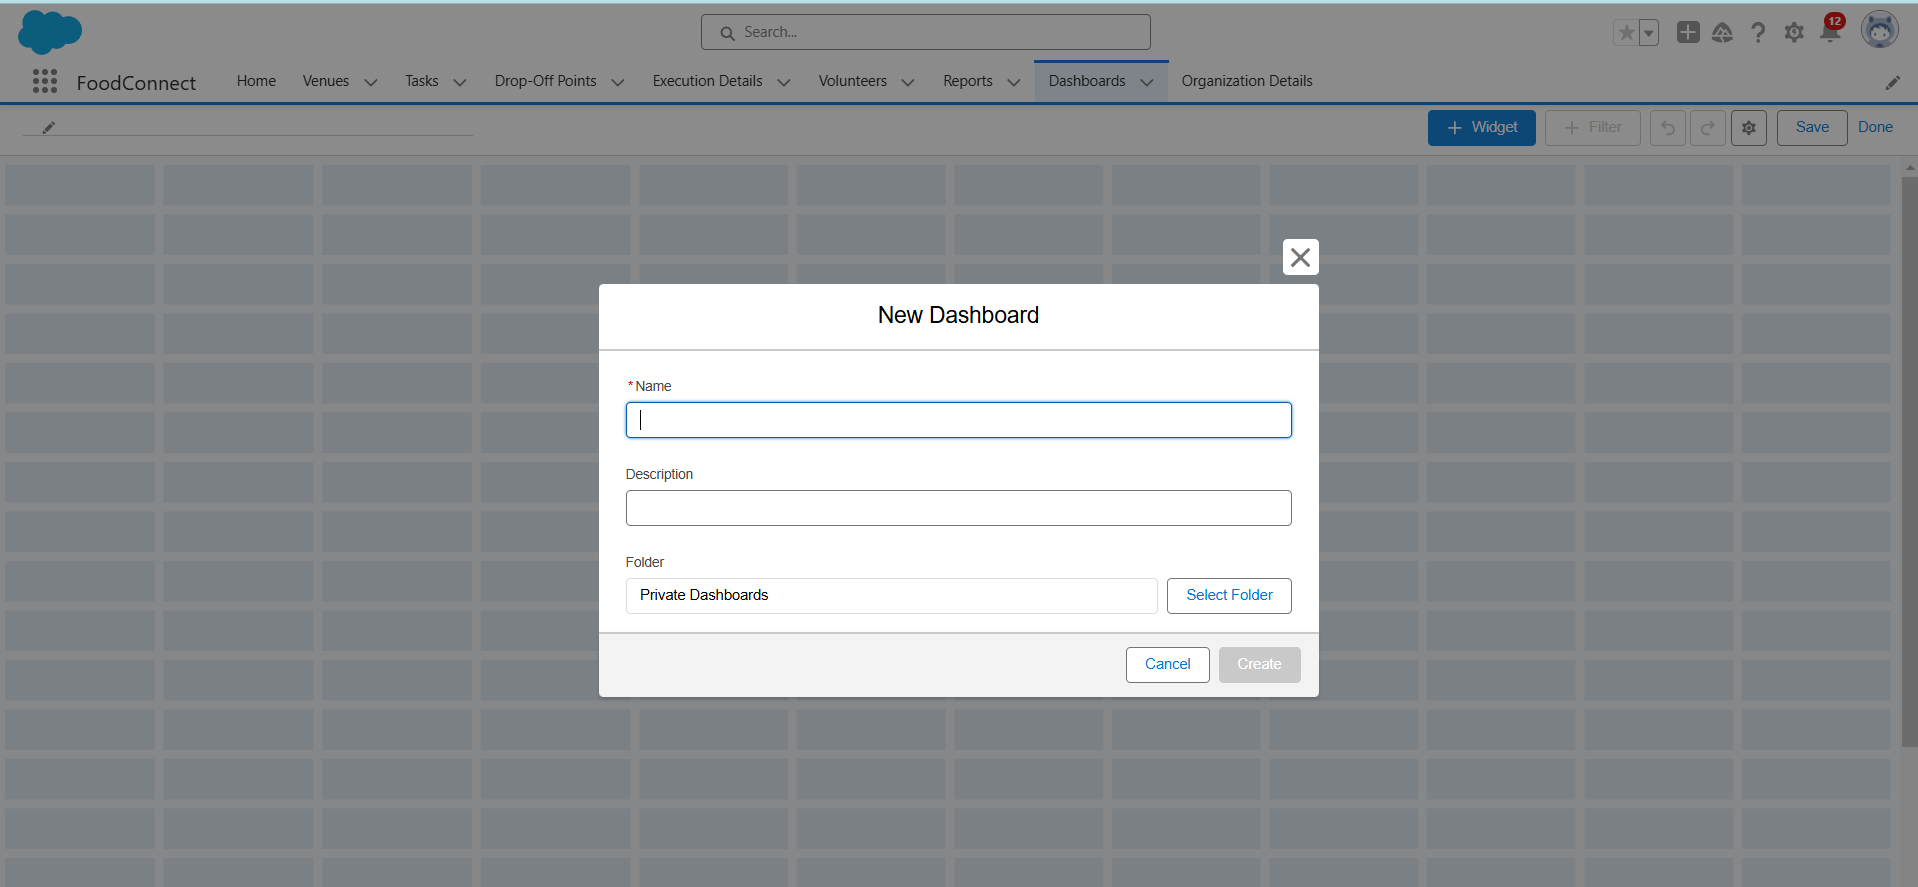 Search...
12
FoodConnect
Home
Venues
Tasks
Drop-Off Points
Execution Details
Volunteers
Reports
Dashboards
Organization Details
+ Widget
+ Filter
Save
Done
New Dashboard
*Name
Description
Folder
Private Dashboards
Select Folder
Cancel
Create